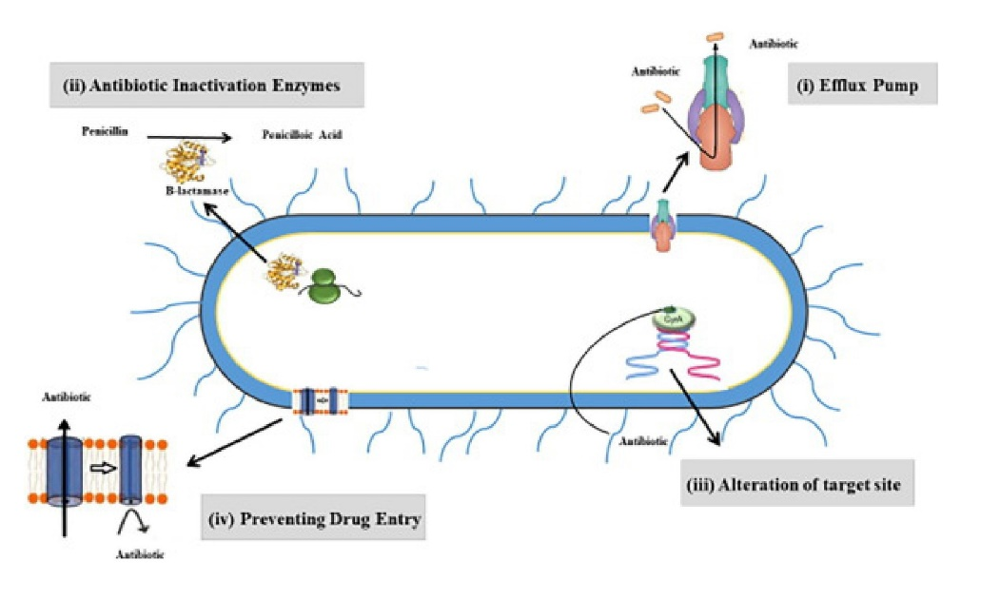 Antibiotic
Antibiotic
(i) Efflux Pump
(ii) Antibiotic Inactivation Enzymes
Penicillin
Penicilloic Acid
B-lactamase
GyrA
Antibiotic
(iii) Alteration of target site
Antibiotic
(iv) Preventing Drug Entry
Antibiotic